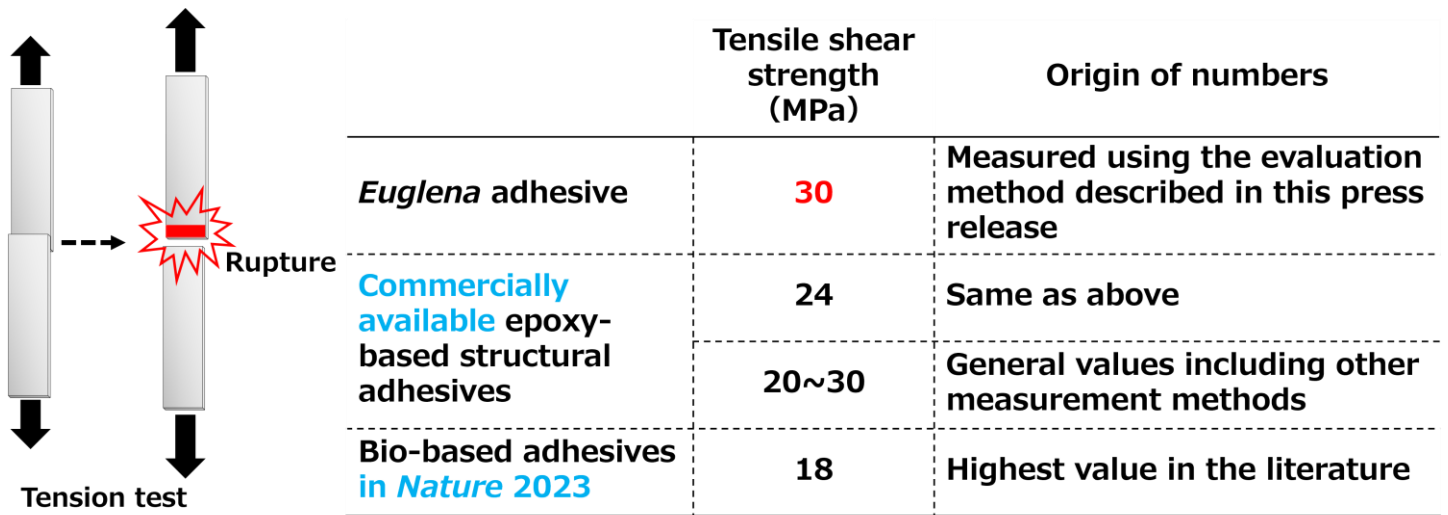 Tensile shear
strength
（MPa）
Origin of numbers
Euglena adhesive
30
Measured using the evaluation
method described in this press
release
Commercially
available epoxy-
based structural
adhesives
24
Same as above
20~30
General values including other
measurement methods
Bio-based adhesives
in Nature 2023
18
Highest value in the literature
Rupture
Tension test